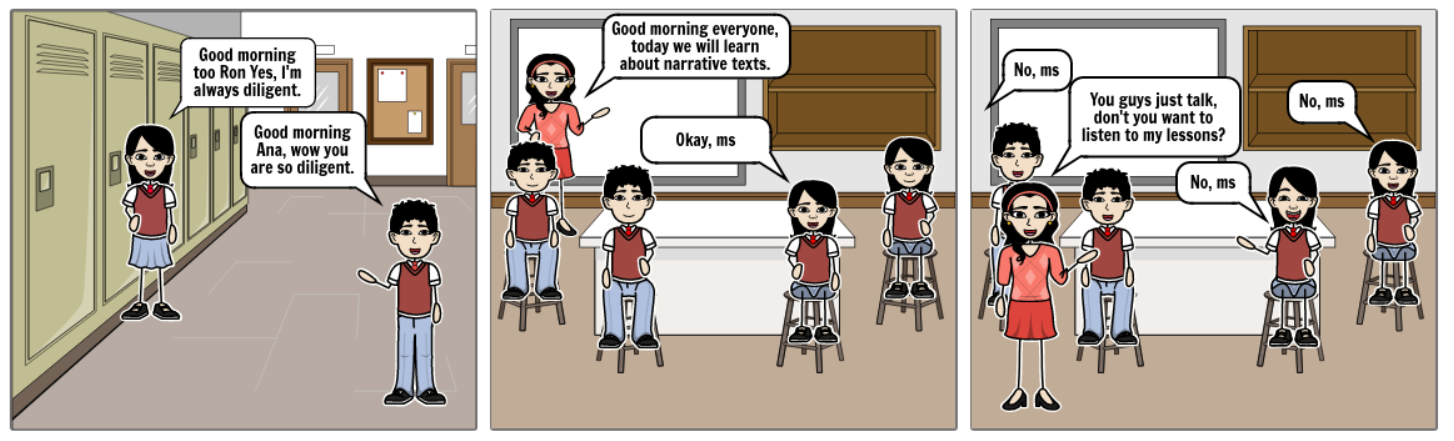 Good morning
too Ron Yes, I'm
always diligent.
Good morning
Ana, wow you
are so diligent.
Good morning everyone,
today we will learn
about narrative texts.
Okay, ms
No, ms
You guys just talk,
don't you want to
listen to my lessons?
No, ms
No, ms